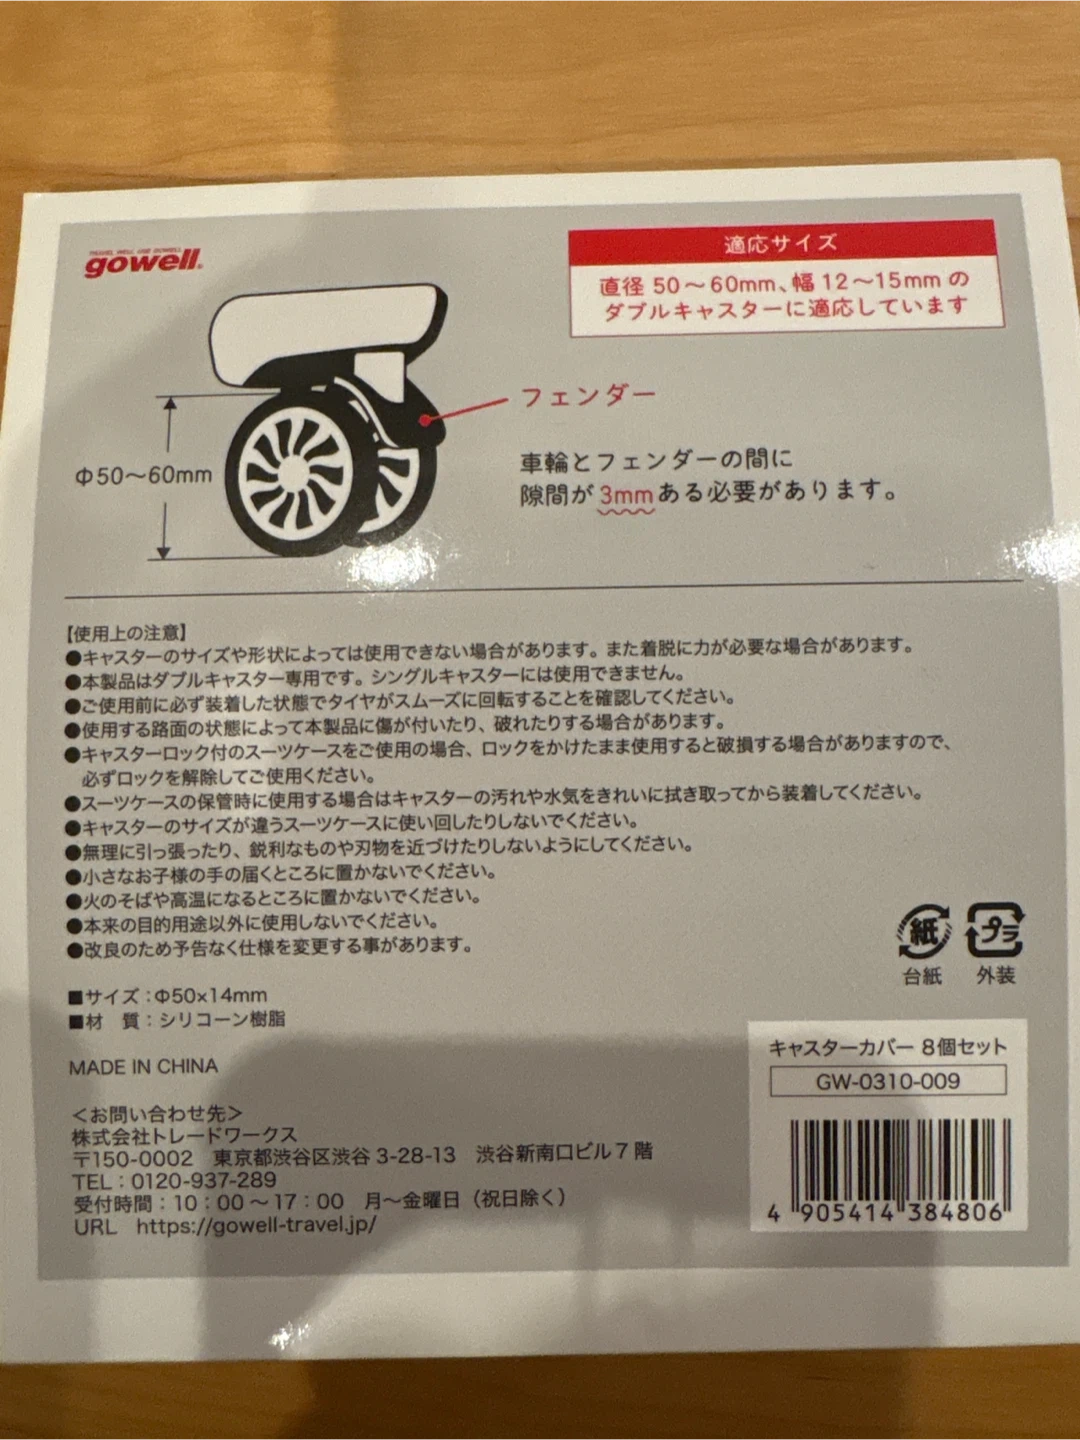 TRAVEL WELL, USE GOWELL
gowell.
適応サイズ
直径 50〜60mm、幅 12〜15mm の
ダブルキャスターに適応しています
フェンダー
Φ50〜60mm
車輪とフェンダーの間に
隙間が3mmある必要があります。
【使用上の注意】
●キャスターのサイズや形状によっては使用できない場合があります。また着脱に力が必要な場合があります。
●本製品はダブルキャスター専用です。シングルキャスターには使用できません。
●ご使用前に必ず装着した状態でタイヤがスムーズに回転することを確認してください。
●使用する路面の状態によって本製品に傷が付いたり、破れたりする場合があります。
●キャスターロック付のスーツケースをご使用の場合、ロックをかけたまま使用すると破損する場合がありますので、
必ずロックを解除してご使用ください。
●スーツケースの保管時に使用する場合はキャスターの汚れや水気をきれいに拭き取ってから装着してください。
●キャスターのサイズが違うスーツケースに使い回したりしないでください。
●無理に引っ張ったり、鋭利なものや刃物を近づけたりしないようにしてください。
●小さなお子様の手の届くところに置かないでください。
●火のそばや高温になるところに置かないでください。
●本来の目的用途以外に使用しないでください。
●改良のため予告なく仕様を変更する事があります。
紙 プラ
台紙 外装
■サイズ：Φ50×14mm
■材　質：シリコーン樹脂
MADE IN CHINA
＜お問い合わせ先＞
株式会社トレードワークス
〒150-0002　東京都渋谷区渋谷 3-28-13　渋谷新南口ビル７階
TEL：0120-937-289
受付時間：10：00〜17：00　月〜金曜日（祝日除く）
URL　https://gowell-travel.jp/
キャスターカバー 8個セット
GW-0310-009
4 905414 384806